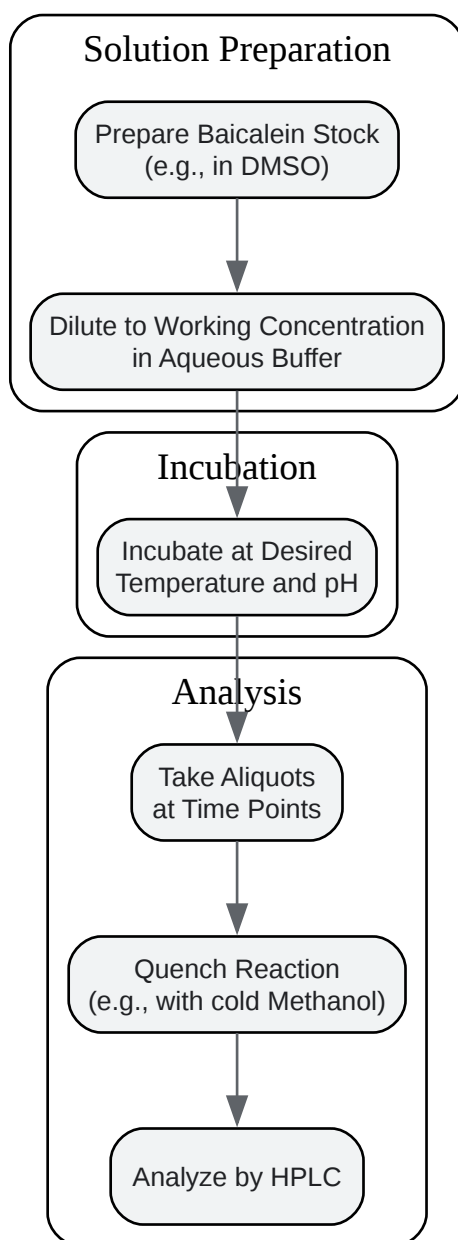 Solution Preparation
Prepare Baicalein Stock
(e.g., in DMSO)
Dilute to Working Concentration
in Aqueous Buffer
Incubation
Incubate at Desired
Temperature and pH
Analysis
Take Aliquots
at Time Points
Quench Reaction
(e.g., with cold Methanol)
Analyze by HPLC